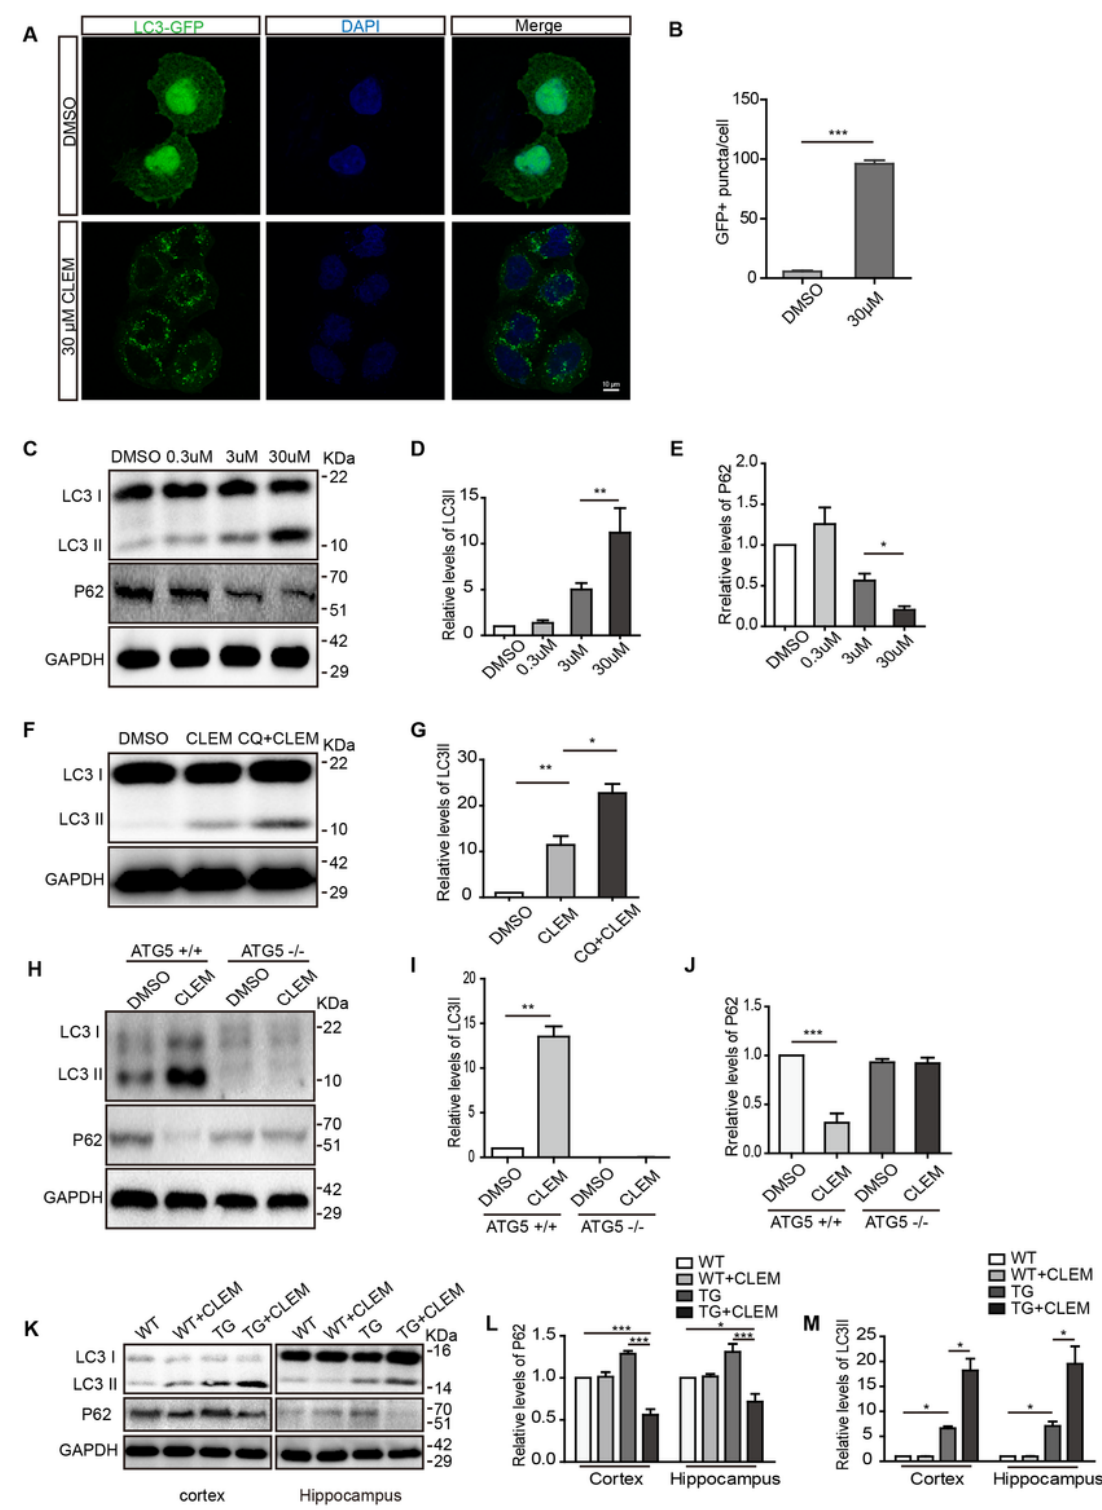 A
LC3-GFP
DAPI
Merge
DMSO
30 µM CLEM
10 µm
B
GFP+ puncta/cell
150
100
50
0
***
DMSO
30µM
C
DMSO 0.3uM 3uM 30uM KDa
LC3 I
LC3 II
P62
GAPDH
-22
-10
-70
-51
-42
-29
D
Relative levels of LC3II
15
10
5
0
**
DMSO
0.3uM
3uM
30uM
E
Rrelative levels of P62
2.0
1.5
1.0
0.5
0.0
*
DMSO
0.3uM
3uM
30uM
F
DMSO CLEM CQ+CLEM KDa
LC3 I
LC3 II
GAPDH
-22
-10
-42
-29
G
Relative levels of LC3II
30
20
10
0
**
*
DMSO
CLEM
CQ+CLEM
H
ATG5 +/+ ATG5 -/-
DMSO CLEM DMSO CLEM
KDa
LC3 I
LC3 II
P62
GAPDH
-22
-10
-70
-51
-42
-29
I
Relative levels of LC3II
20
15
10
5
0
**
DMSO CLEM DMSO CLEM
ATG5 +/+ ATG5 -/-
J
Rrelative levels of P62
1.5
1.0
0.5
0.0
***
DMSO CLEM DMSO CLEM
ATG5 +/+ ATG5 -/-
K
WT WT+CLEM TG TG+CLEM WT WT+CLEM TG TG+CLEM
KDa
LC3 I
LC3 II
P62
GAPDH
-16
-14
-70
-51
-42
-29
cortex
Hippocampus
L
WT
WT+CLEM
TG
TG+CLEM
Relative levels of P62
1.5
1.0
0.5
0.0
***
***
*
***
Cortex Hippocampus
M
WT
WT+CLEM
TG
TG+CLEM
Relative levels of LC3II
25
20
15
10
5
0
*
*
*
*
Cortex Hippocampus